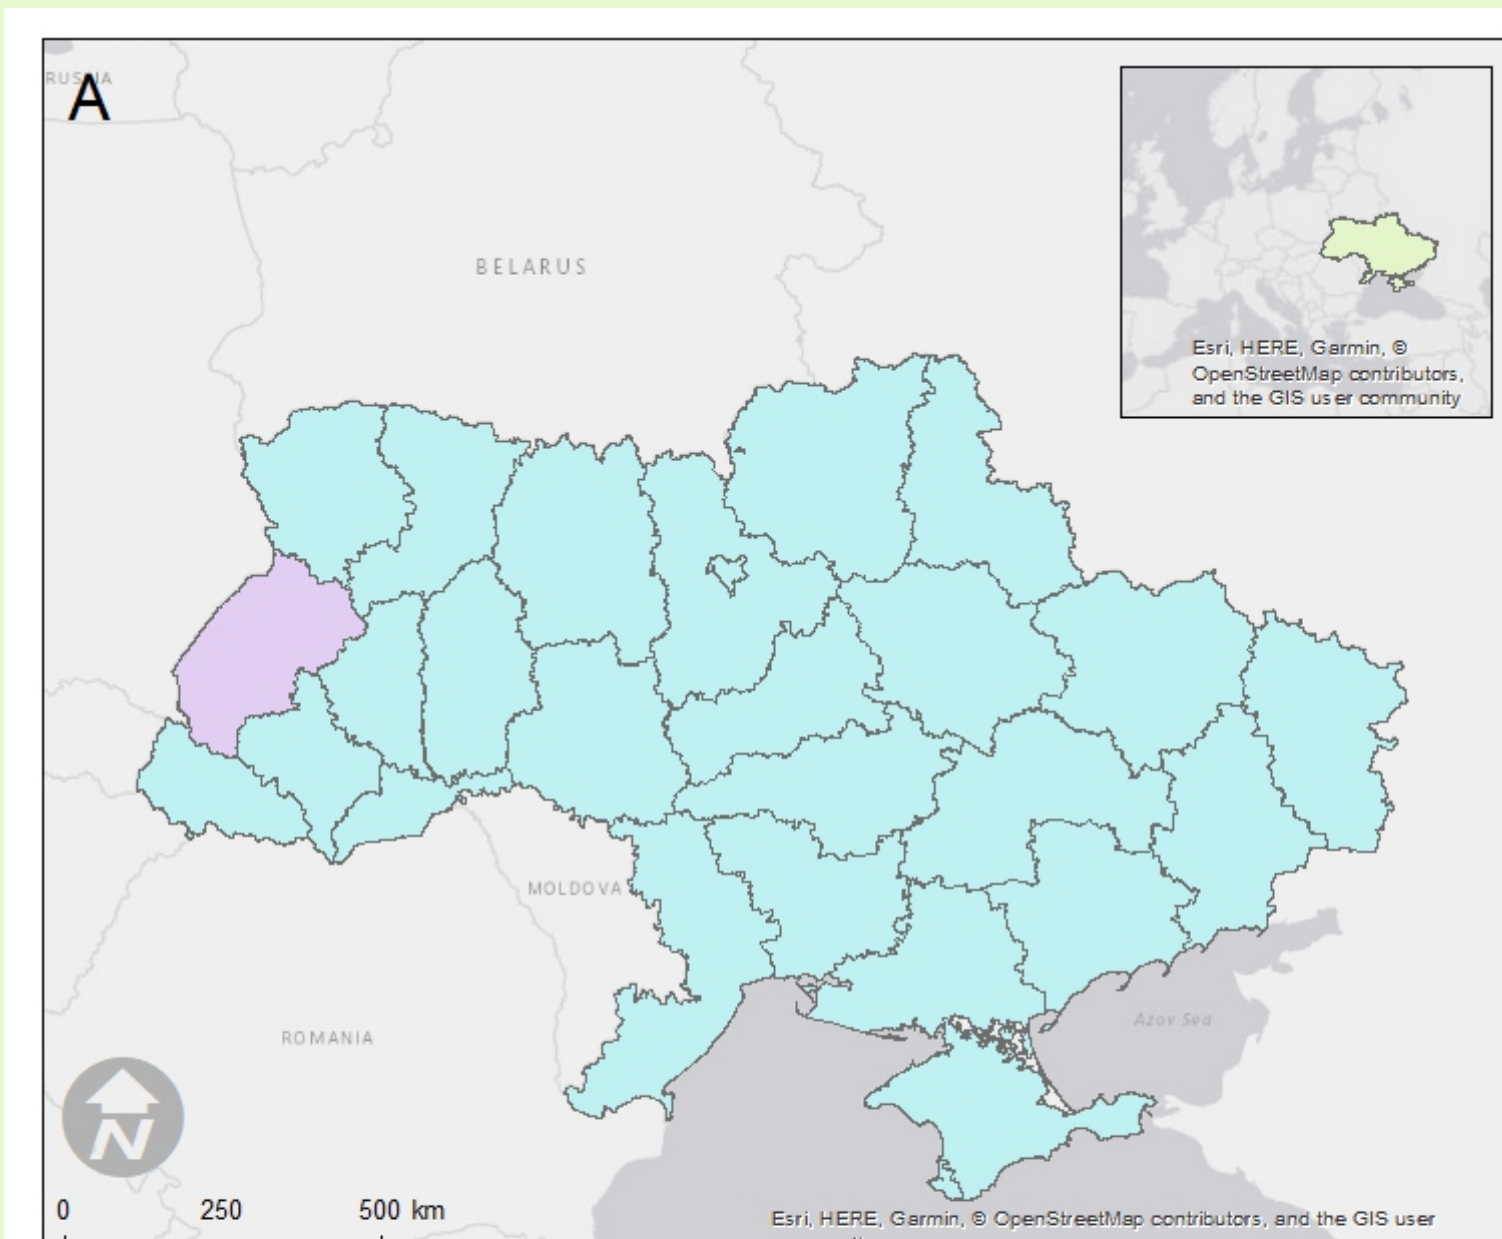 RUSSIA
A
BELARUS
Esri, HERE, Garmin, ©
OpenStreetMap contributors,
and the GIS user community
MOLDOVA
Azov Sea
ROMANIA
N
0 250 500 km
Esri, HERE, Garmin, © OpenStreetMap contributors, and the GIS user